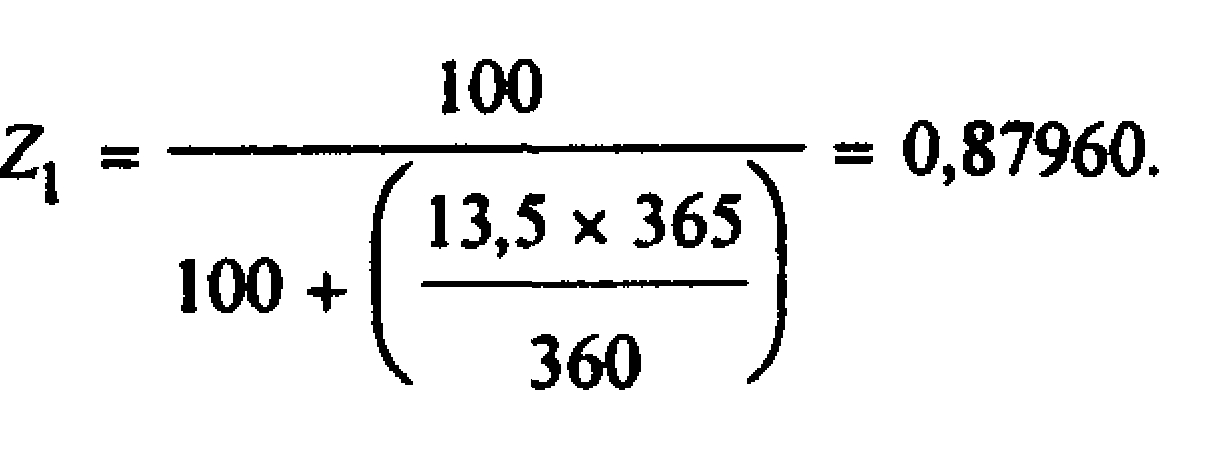 Z₁ = 100 / (100 + (13,5 × 365 / 360)) = 0,87960.